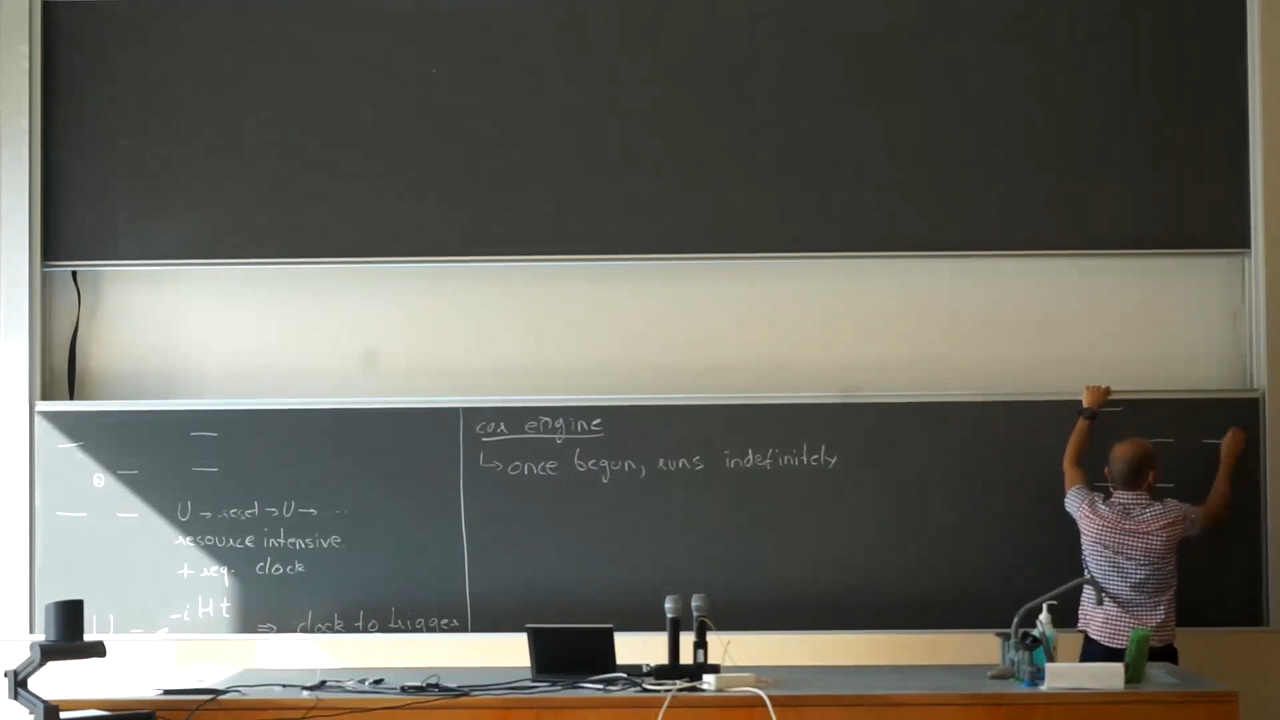 ⊗
U → reset → U → ...
resource intensive
+ req. clock
U = e^-iHt ⇒ clock to trigger
car engine
↳ once begun, runs indefinitely